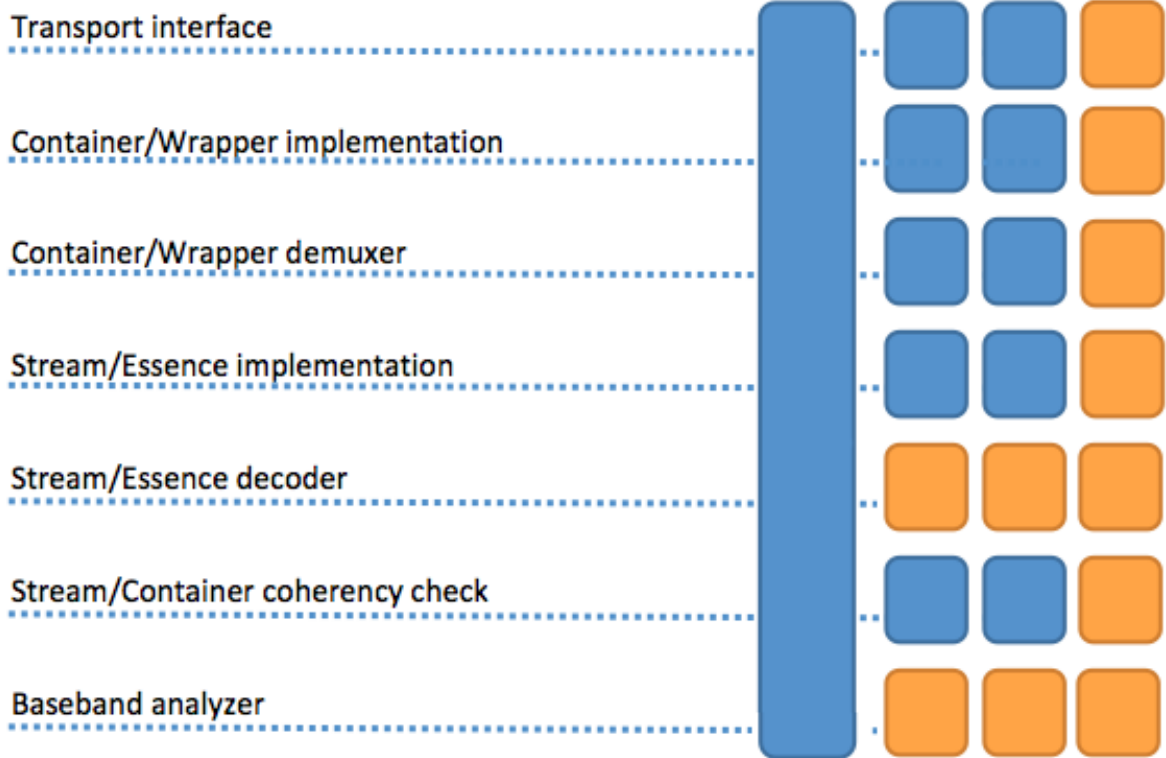 Transport interface
Container/Wrapper implementation
Container/Wrapper demuxer
Stream/Essence implementation
Stream/Essence decoder
Stream/Container coherency check
Baseband analyzer